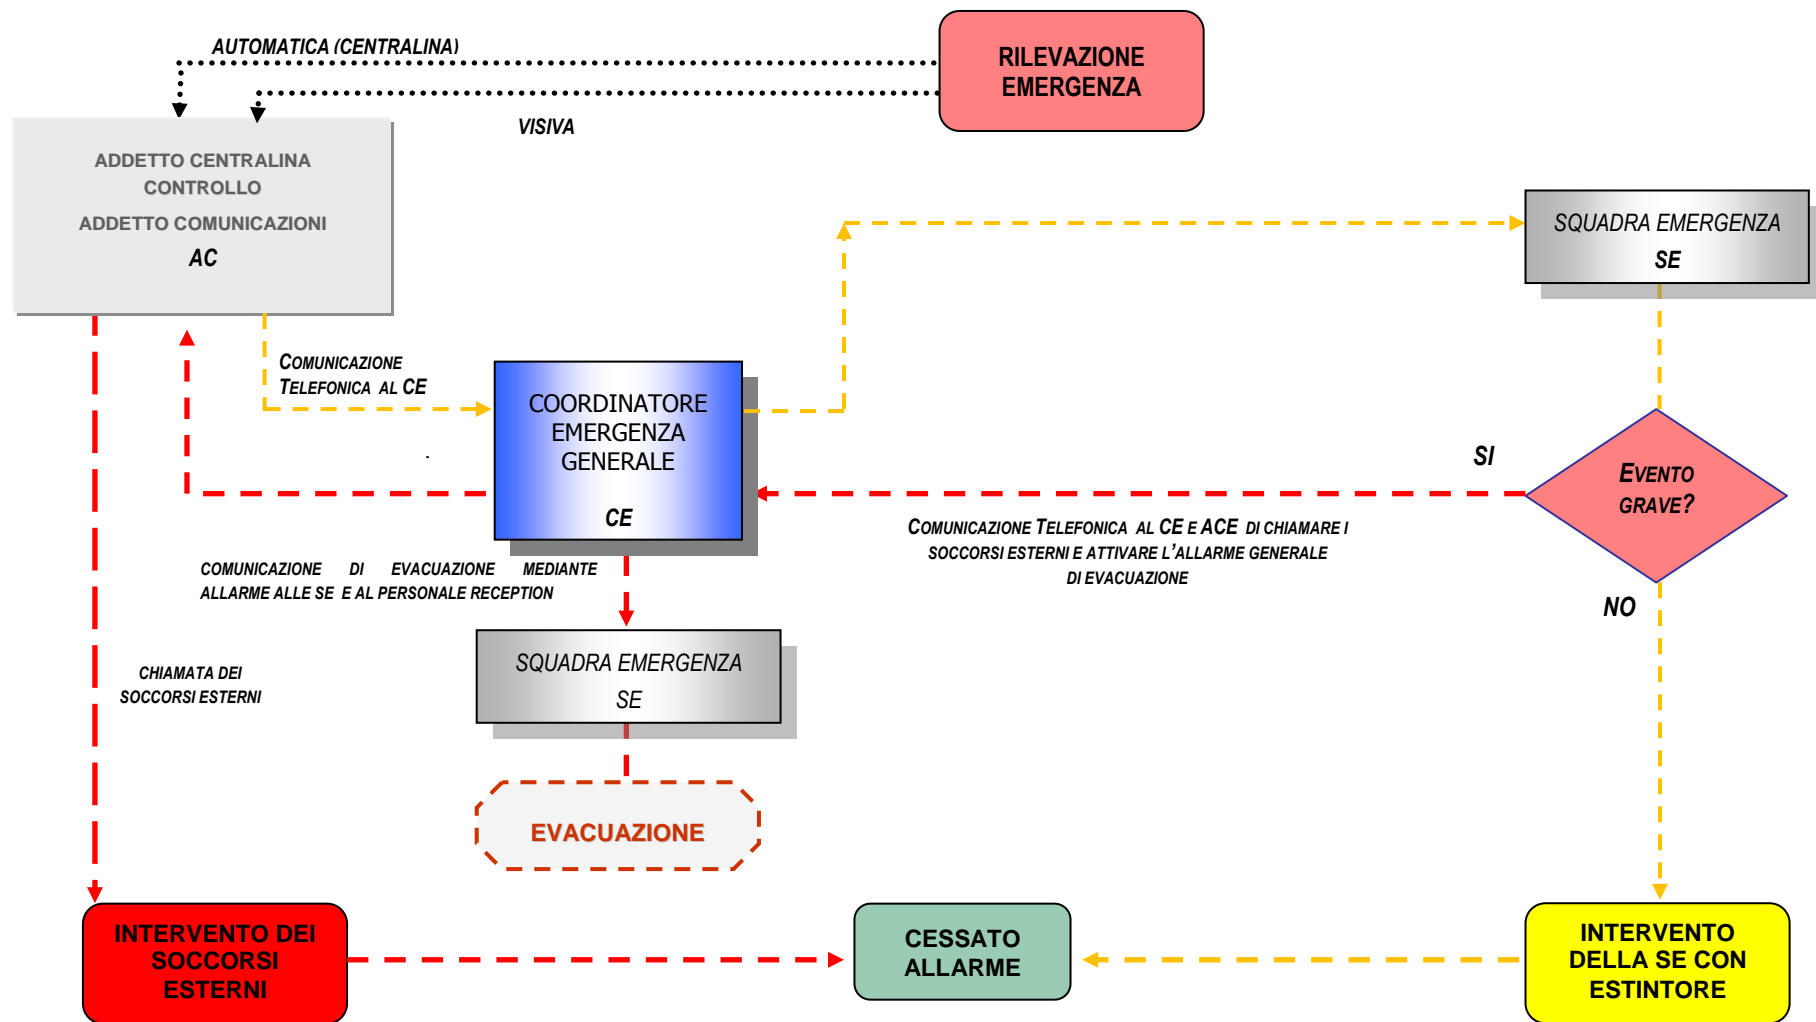 AUTOMATICA (CENTRALINA)
RILEVAZIONE
EMERGENZA
VISIVA
ADDETTO CENTRALINA
CONTROLLO
ADDETTO COMUNICAZIONI
AC
SQUADRA EMERGENZA
SE
COMUNICAZIONE
TELEFONICA AL CE
COORDINATORE
EMERGENZA
GENERALE
CE
SI
EVENTO
GRAVE?
COMUNICAZIONE TELEFONICA AL CE E ACE DI CHIAMARE I
SOCCORSI ESTERNI E ATTIVARE L'ALLARME GENERALE
DI EVACUAZIONE
COMUNICAZIONE DI EVACUAZIONE MEDIANTE
ALLARME ALLE SE E AL PERSONALE RECEPTION
NO
SQUADRA EMERGENZA
SE
CHIAMATA DEI
SOCCORSI ESTERNI
EVACUAZIONE
INTERVENTO DEI
SOCCORSI
ESTERNI
CESSATO
ALLARME
INTERVENTO
DELLA SE CON
ESTINTORE